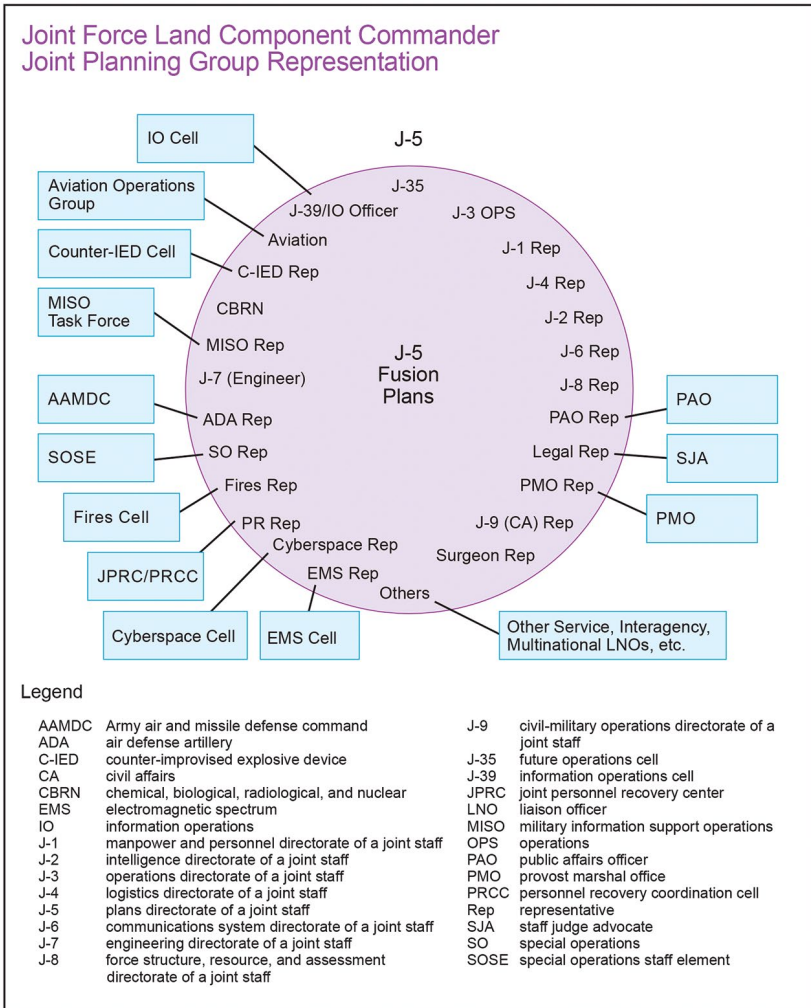 Joint Force Land Component Commander
Joint Planning Group Representation
J-5
IO Cell
Aviation Operations
Group
Counter-IED Cell
MISO
Task Force
AAMDC
SOSE
Fires Cell
JPRC/PRCC
Cyberspace Cell
EMS Cell
J-35
J-39/IO Officer
J-3 OPS
Aviation
J-1 Rep
C-IED Rep
J-4 Rep
CBRN
J-2 Rep
MISO Rep
J-6 Rep
J-5
Fusion
Plans
J-7 (Engineer)
J-8 Rep
ADA Rep
PAO Rep
SO Rep
Legal Rep
Fires Rep
PMO Rep
PR Rep
J-9 (CA) Rep
Cyberspace Rep
Surgeon Rep
EMS Rep
Others
PAO
SJA
PMO
Other Service, Interagency,
Multinational LNOs, etc.
Legend
AAMDC Army air and missile defense command
ADA air defense artillery
C-IED counter-improvised explosive device
CA civil affairs
CBRN chemical, biological, radiological, and nuclear
EMS electromagnetic spectrum
IO information operations
J-1 manpower and personnel directorate of a joint staff
J-2 intelligence directorate of a joint staff
J-3 operations directorate of a joint staff
J-4 logistics directorate of a joint staff
J-5 plans directorate of a joint staff
J-6 communications system directorate of a joint staff
J-7 engineering directorate of a joint staff
J-8 force structure, resource, and assessment
directorate of a joint staff
J-9 civil-military operations directorate of a
joint staff
J-35 future operations cell
J-39 information operations cell
JPRC joint personnel recovery center
LNO liaison officer
MISO military information support operations
OPS operations
PAO public affairs officer
PMO provost marshal office
PRCC personnel recovery coordination cell
Rep representative
SJA staff judge advocate
SO special operations
SOSE special operations staff element